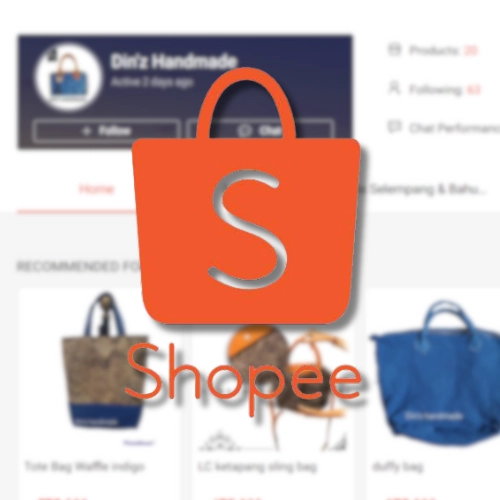 Din'z Handmade
Active 2 days ago
Products: 20
+ Follow
Chat
Following: 63
Chat Performance
Home
Selempang & Bahu...
RECOMMENDED FO
S
Shopee
Tote Bag Waffle indigo
LC ketapang sling bag
duffy bag